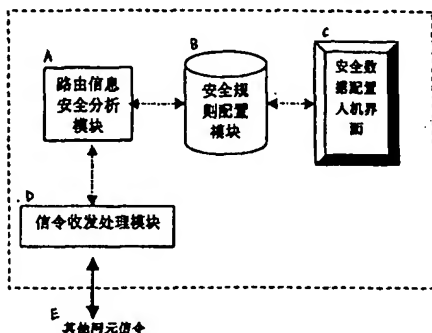 A
路由信息
安全分析
模块
B
安全规
则配置
模块
C
安全数
据配置
人机界
面
D
信令收发处理模块
E
其他网元信令